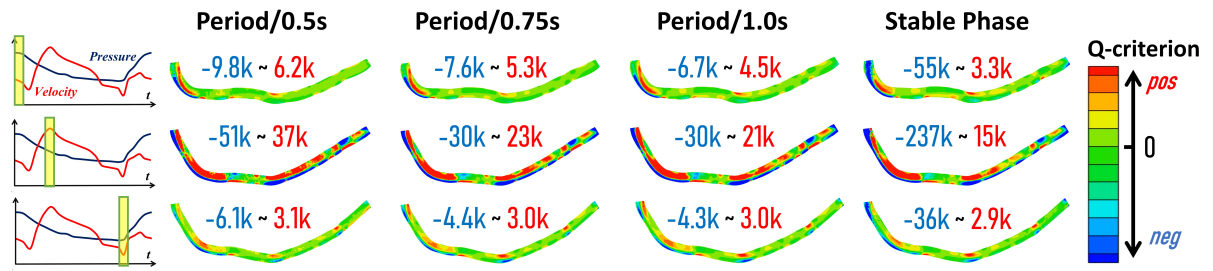 Period/0.5s
Period/0.75s
Period/1.0s
Stable Phase
Q-criterion
Pressure
Velocity
t
-9.8k ~ 6.2k
-7.6k ~ 5.3k
-6.7k ~ 4.5k
-55k ~ 3.3k
pos
0
neg
t
-51k ~ 37k
-30k ~ 23k
-30k ~ 21k
-237k ~ 15k
t
-6.1k ~ 3.1k
-4.4k ~ 3.0k
-4.3k ~ 3.0k
-36k ~ 2.9k